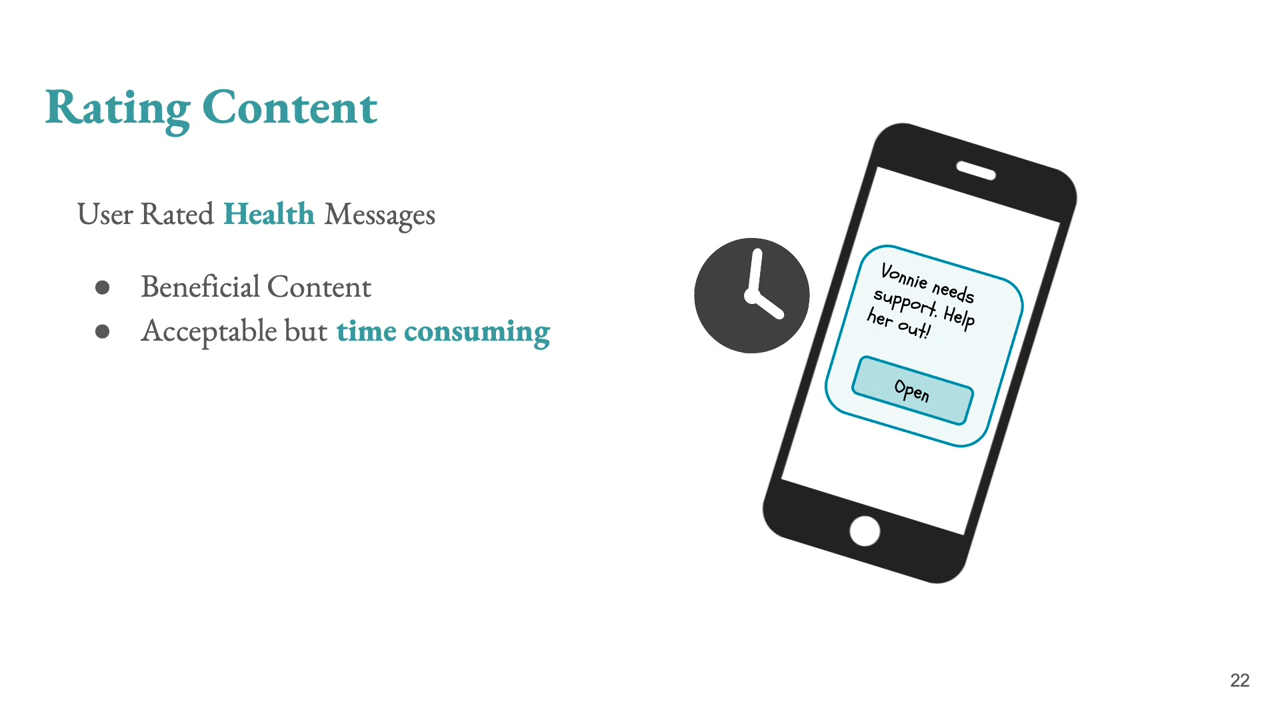 Rating Content
User Rated Health Messages
● Beneficial Content
● Acceptable but time consuming
Vonnie needs
support. Help
her out!
Open
22